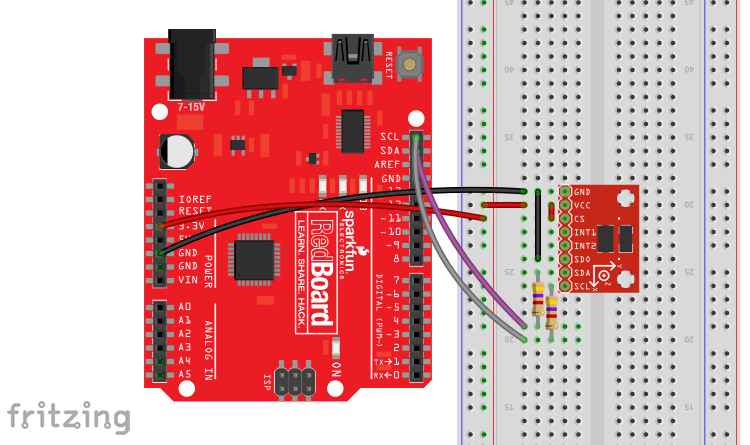 7-15V
RESET
SCL
SDA
AREF
GND
13
12
~11
~10
~9
8
7
~6
~5
4
~3
2
TX→1
RX←0
DIGITAL (PWM~)
IOREF
RESET
3.3V
GND
GND
VIN
POWER
A0
A1
A2
A3
A4
A5
ANALOG IN
sparkfun
ELECTRONICS
RedBoard
LEARN. SHARE. HACK.
ISP
ON
GND
VCC
CS
INT1
INT2
SDO
SDA
SCL
X
Y
Z
45
40
35
30
25
20
15
45
40
35
30
25
20
15
fritzing